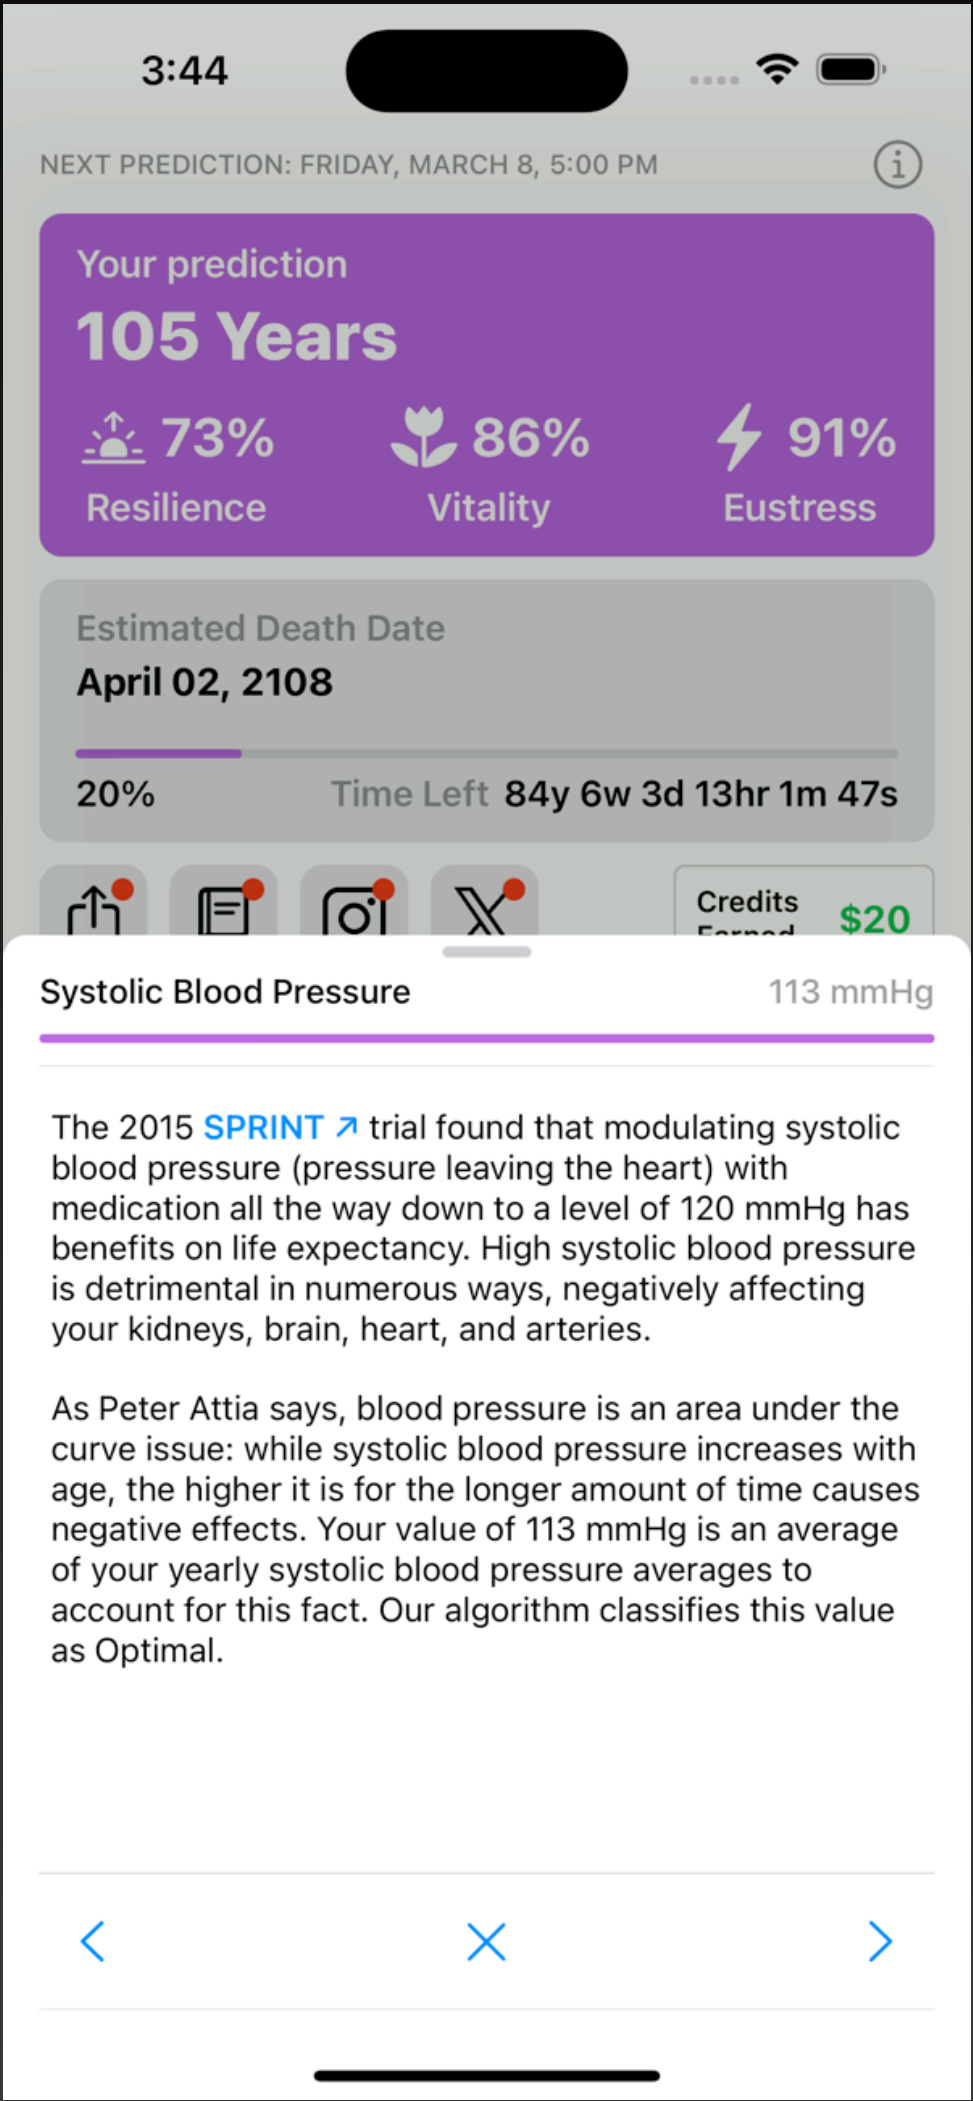 3:44
NEXT PREDICTION: FRIDAY, MARCH 8, 5:00 PM
Your prediction
105 Years
73% 86% 91%
Resilience Vitality Eustress
Estimated Death Date
April 02, 2108
20% Time Left 84y 6w 3d 13hr 1m 47s
Credits
Earned $20
Systolic Blood Pressure 113 mmHg
The 2015 SPRINT ↗ trial found that modulating systolic
blood pressure (pressure leaving the heart) with
medication all the way down to a level of 120 mmHg has
benefits on life expectancy. High systolic blood pressure
is detrimental in numerous ways, negatively affecting
your kidneys, brain, heart, and arteries.
As Peter Attia says, blood pressure is an area under the
curve issue: while systolic blood pressure increases with
age, the higher it is for the longer amount of time causes
negative effects. Your value of 113 mmHg is an average
of your yearly systolic blood pressure averages to
account for this fact. Our algorithm classifies this value
as Optimal.